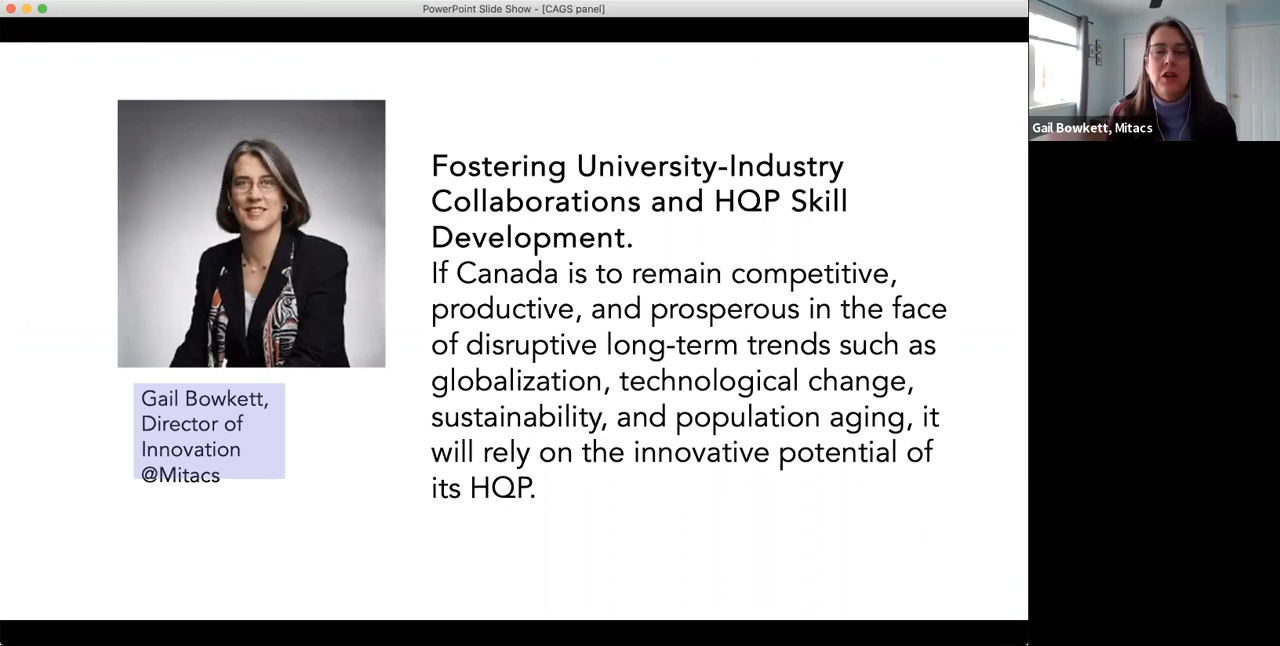 PowerPoint Slide Show - [CAGS panel]
Gail Bowkett, Mitacs
Fostering University-Industry
Collaborations and HQP Skill
Development.
If Canada is to remain competitive,
productive, and prosperous in the face
of disruptive long-term trends such as
globalization, technological change,
sustainability, and population aging, it
will rely on the innovative potential of
its HQP.
Gail Bowkett,
Director of
Innovation
@Mitacs